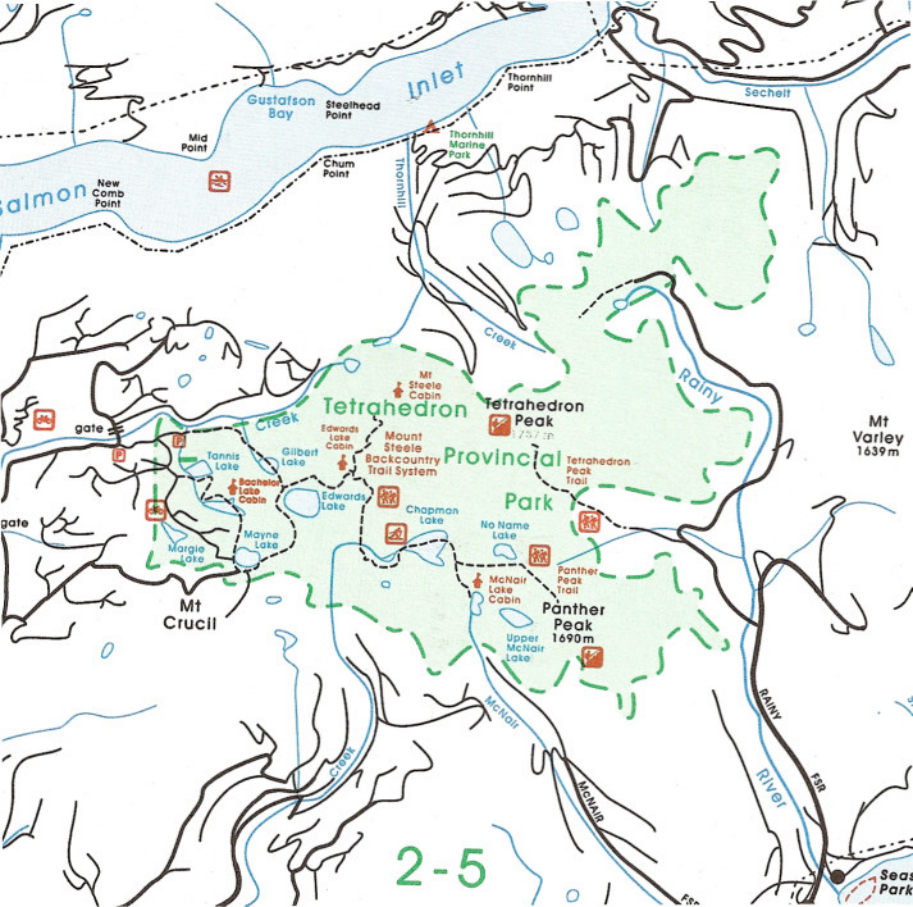 Inlet
Thornhill
Point
Gustafson
Bay
Steelhead
Point
Sechelt
Mid
Point
Thornhill
Marine
Park
Chum
Point
Thornhill
Salmon
New
Comb
Point
Creek
Rainy
Mt
Steele
Cabin
Creek
Tetrahedron
Tetrahedron
Peak
gate
P
P
Edwards
Lake
Cabin
Mount
Steele
Backcountry
Trail System
Provincial
Mt
Varley
1639m
Tannis
Lake
Gilbert
Lake
Tetrahedron
Peak
Trail
Bachelor
Lake
Cabin
Edwards
Lake
Park
Chapman
Lake
No Name
Lake
gate
Margie
Lake
Mayne
Lake
McNair
Lake
Cabin
Panther
Peak
Trail
Mt
Crucil
Panther
Peak
1690m
Upper
McNair
Lake
McNair
Creek
RAINY
FSR
River
McNAIR
FSR
2-5
Seas
Park